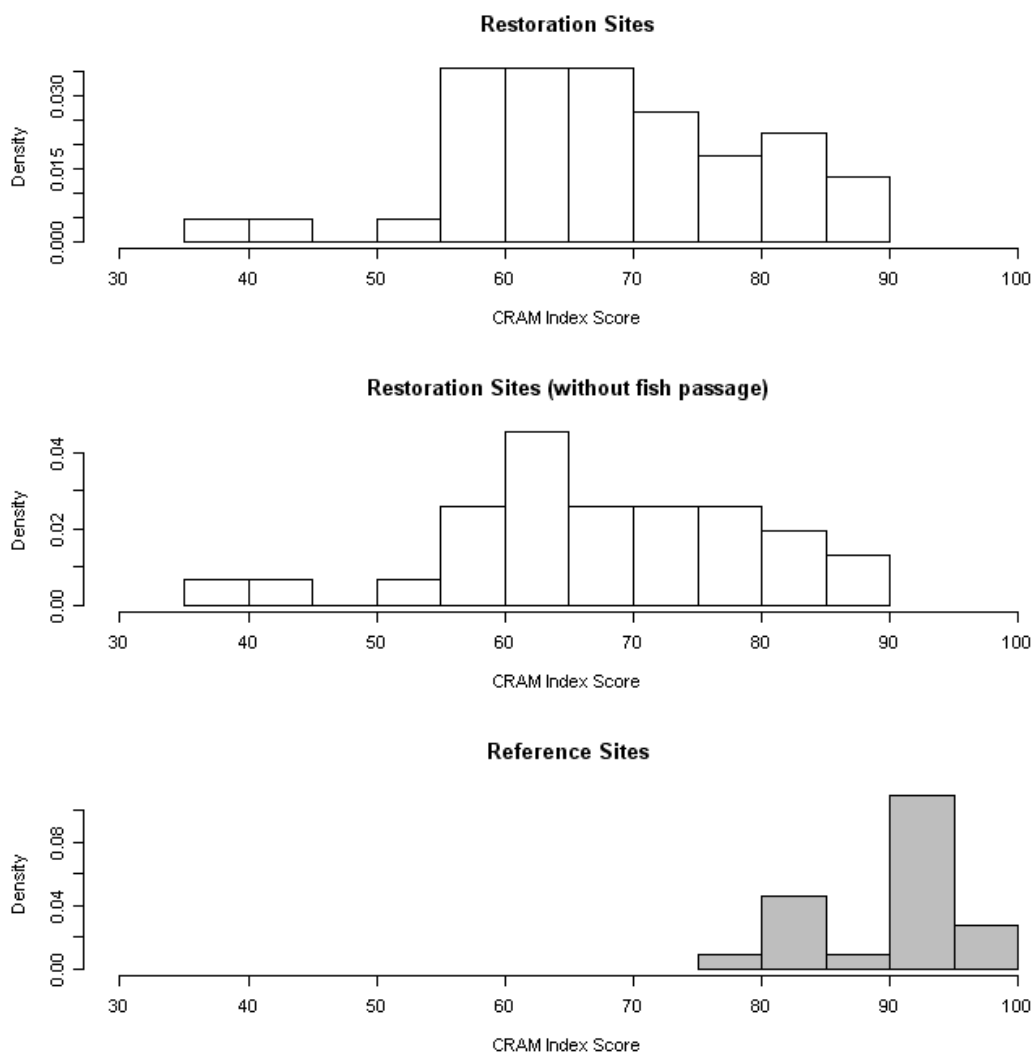 Restoration Sites
Density
0.000 0.015 0.030
30 40 50 60 70 80 90 100
CRAM Index Score
Restoration Sites (without fish passage)
Density
0.00 0.02 0.04
30 40 50 60 70 80 90 100
CRAM Index Score
Reference Sites
Density
0.00 0.04 0.08
30 40 50 60 70 80 90 100
CRAM Index Score